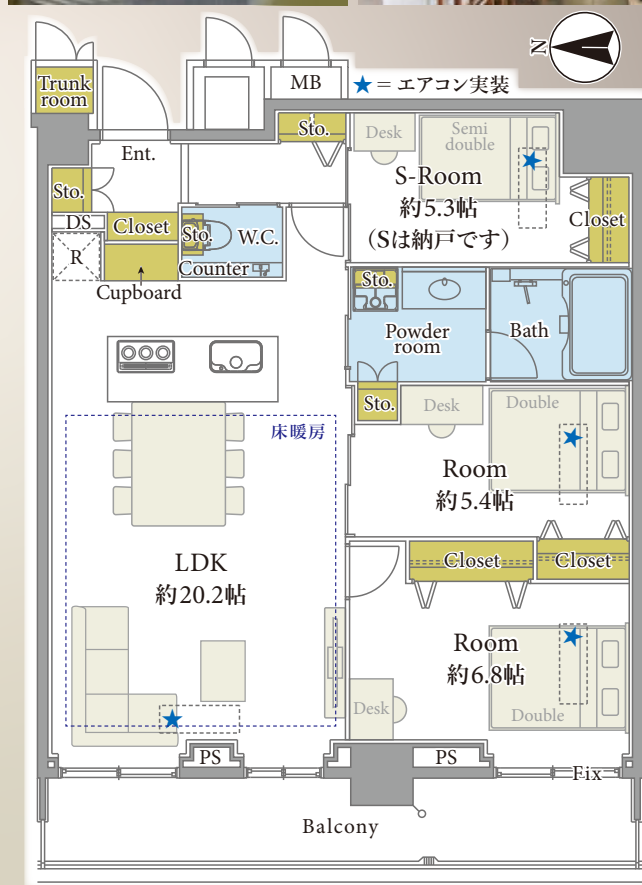 Trunk
room
MB
★＝エアコン実装
N
Ent.
Sto.
Desk
Semi
double
S-Room
約5.3帖
（Sは納戸です）
Closet
Sto.
DS
Closet
Sto.
W.C.
R
Counter
Cupboard
Sto.
Powder
room
Bath
Sto.
Desk
Double
床暖房
Room
約5.4帖
LDK
約20.2帖
Closet
Closet
Room
約6.8帖
Desk
Double
PS
PS
Fix
Balcony